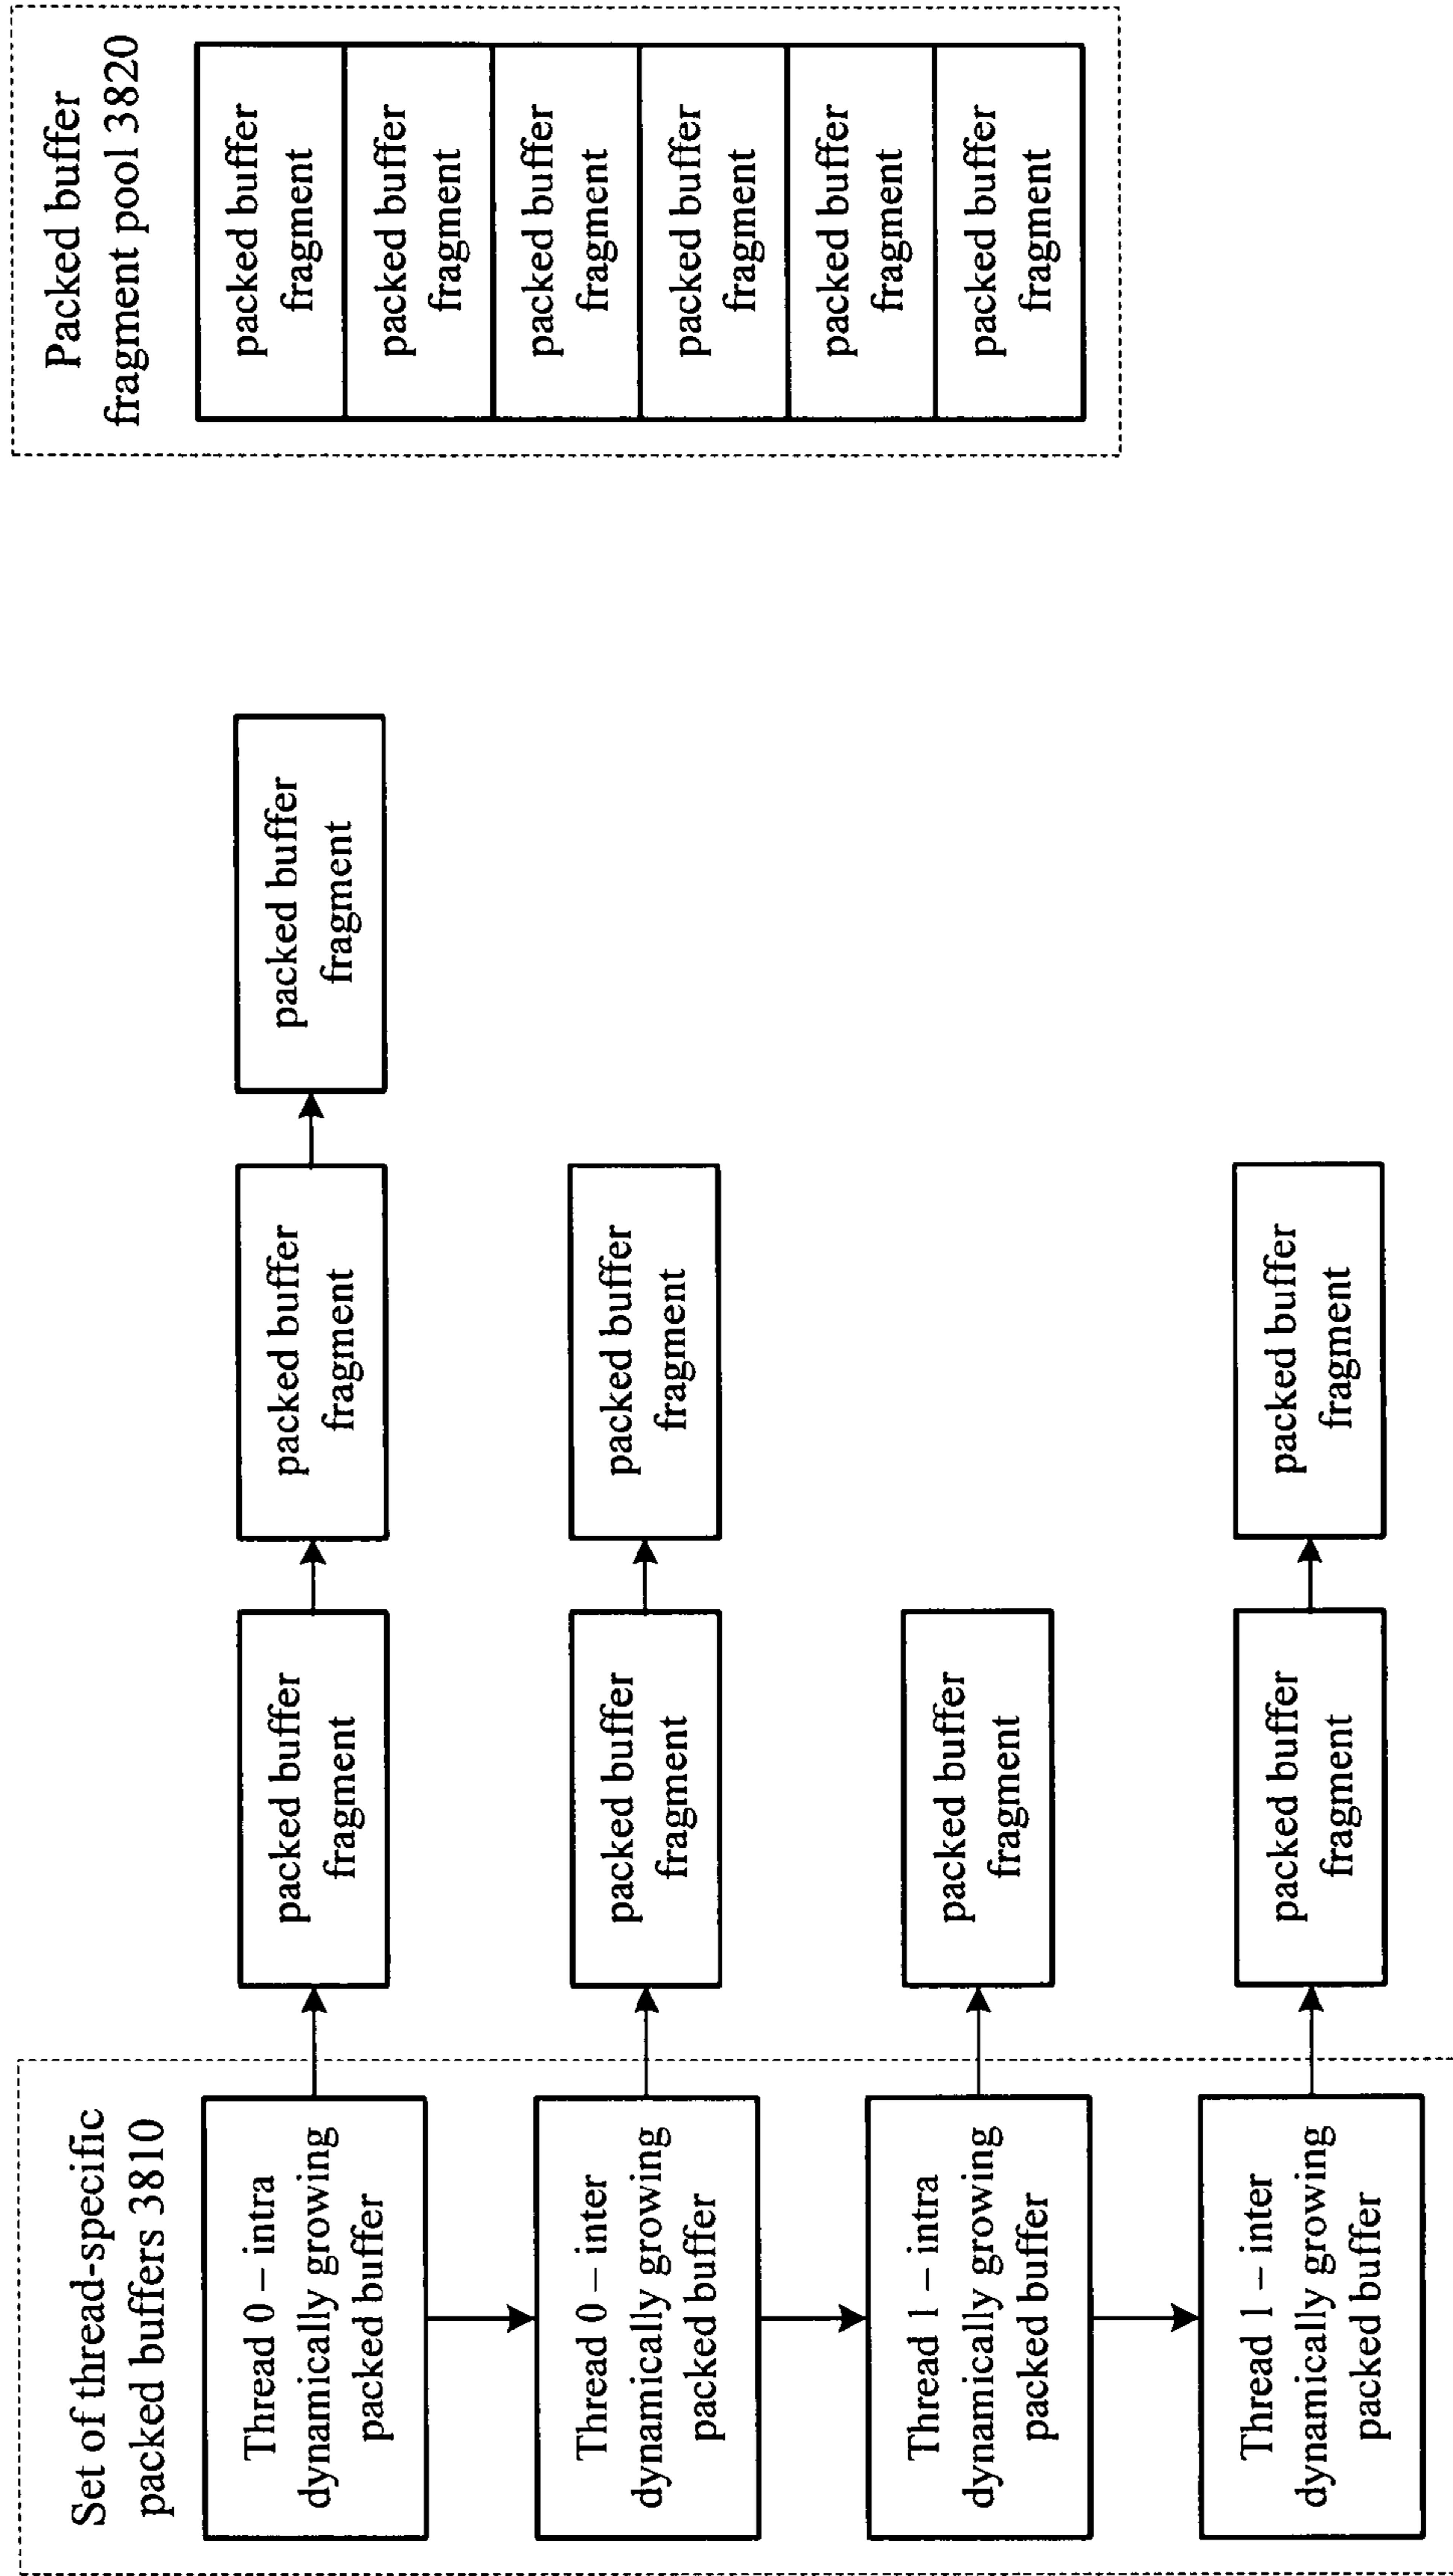 Set of thread-specific
packed buffers 3810
Thread 0 – intra
dynamically growing
packed buffer
packed buffer
fragment
packed buffer
fragment
packed buffer
fragment
Thread 0 – inter
dynamically growing
packed buffer
packed buffer
fragment
packed buffer
fragment
Thread 1 – intra
dynamically growing
packed buffer
packed buffer
fragment
Thread 1 – inter
dynamically growing
packed buffer
packed buffer
fragment
packed buffer
fragment
Packed buffer
fragment pool 3820
packed buffer
fragment
packed buffer
fragment
packed buffer
fragment
packed buffer
fragment
packed buffer
fragment
packed buffer
fragment